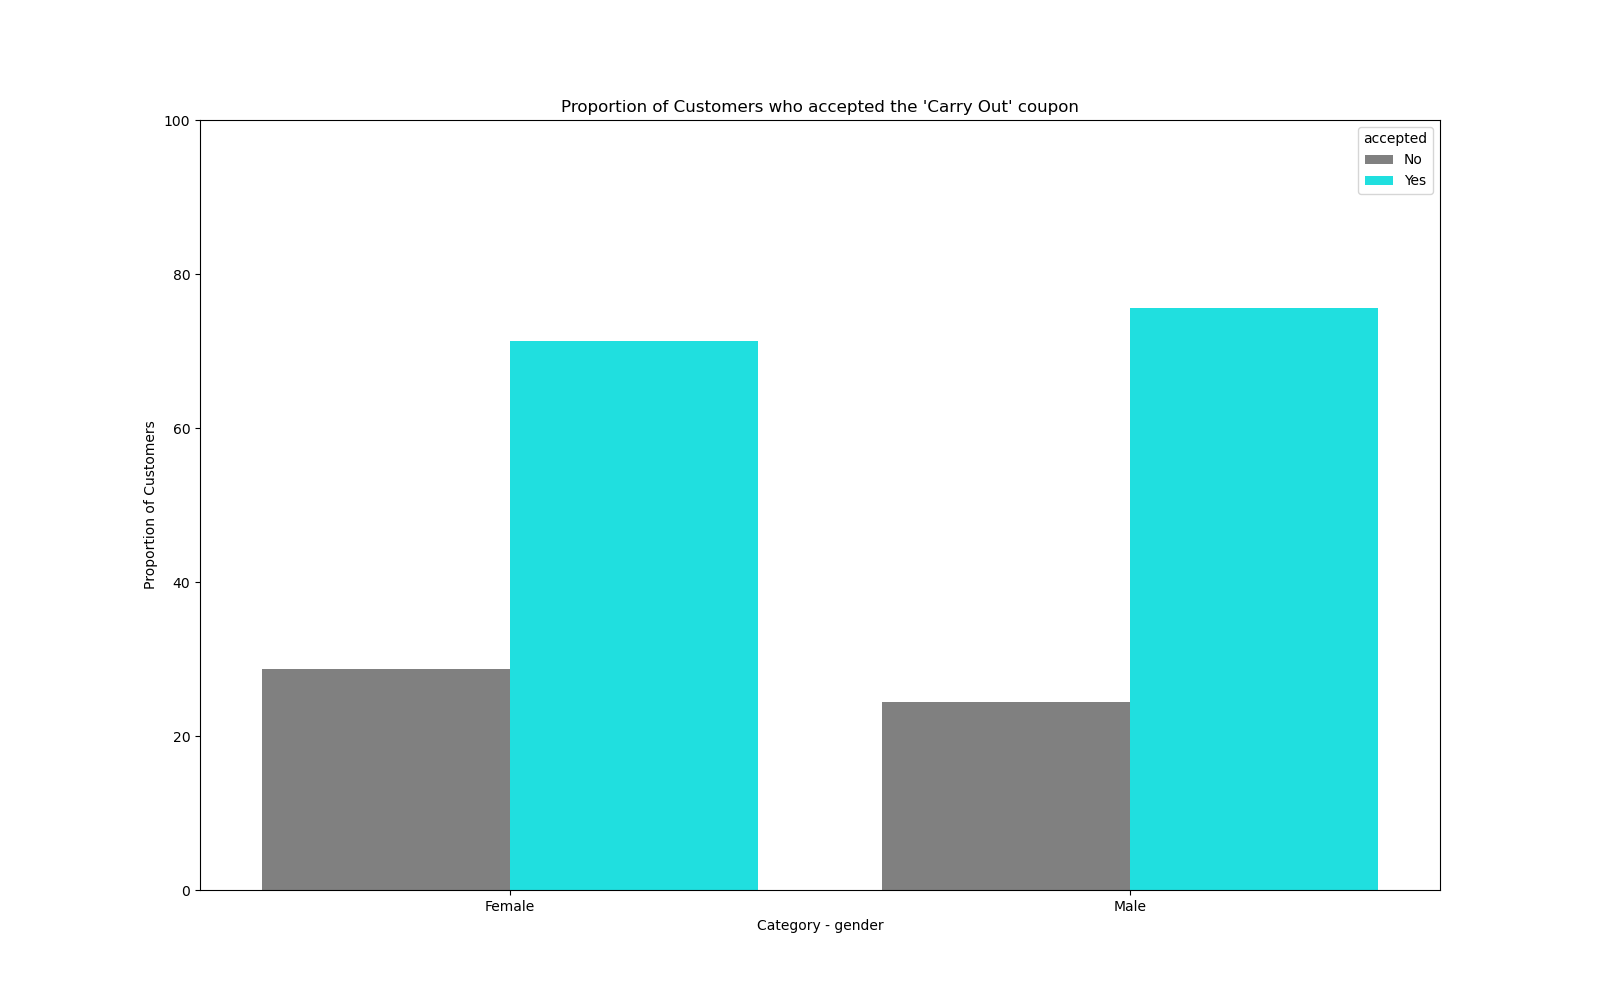 Proportion of Customers who accepted the 'Carry Out' coupon
100
80
60
40
20
0
Proportion of Customers
accepted
No
Yes
Female
Male
Category - gender